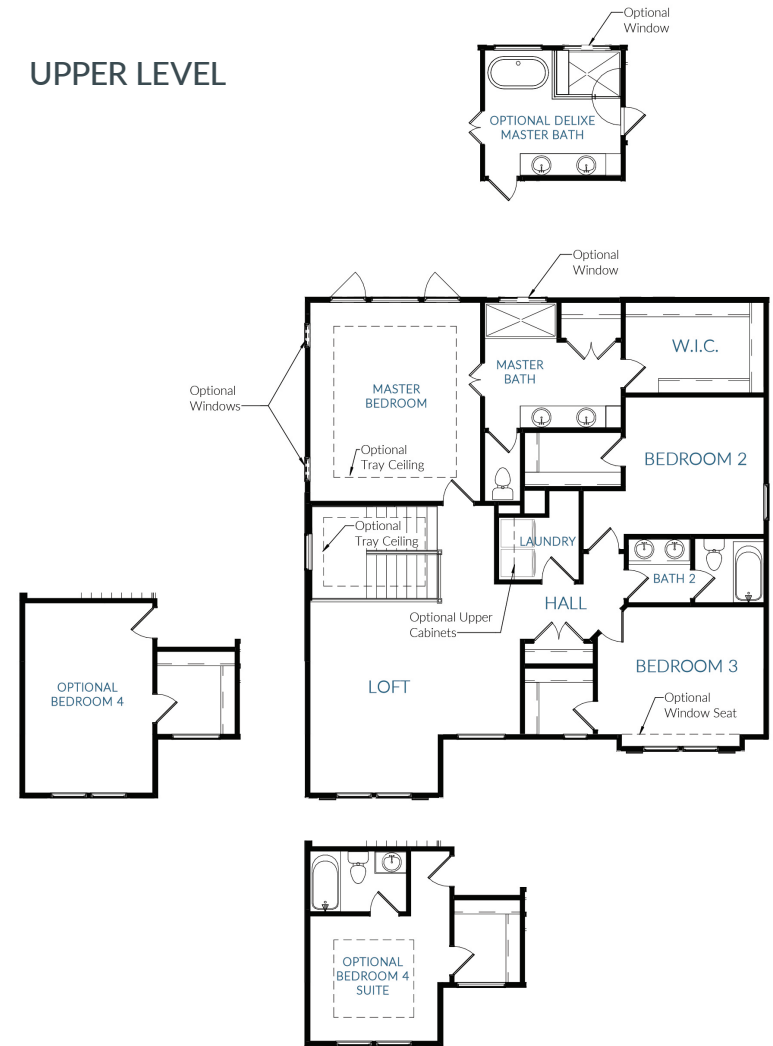 UPPER LEVEL
Optional
Window
OPTIONAL DELIXE
MASTER BATH
Optional
Window
W.I.C.
MASTER
BATH
MASTER
BEDROOM
Optional
Windows
Optional
Tray Ceiling
BEDROOM 2
Optional
Tray Ceiling
LAUNDRY
BATH 2
HALL
Optional Upper
Cabinets
BEDROOM 3
LOFT
Optional
Window Seat
OPTIONAL
BEDROOM 4
OPTIONAL
BEDROOM 4
SUITE